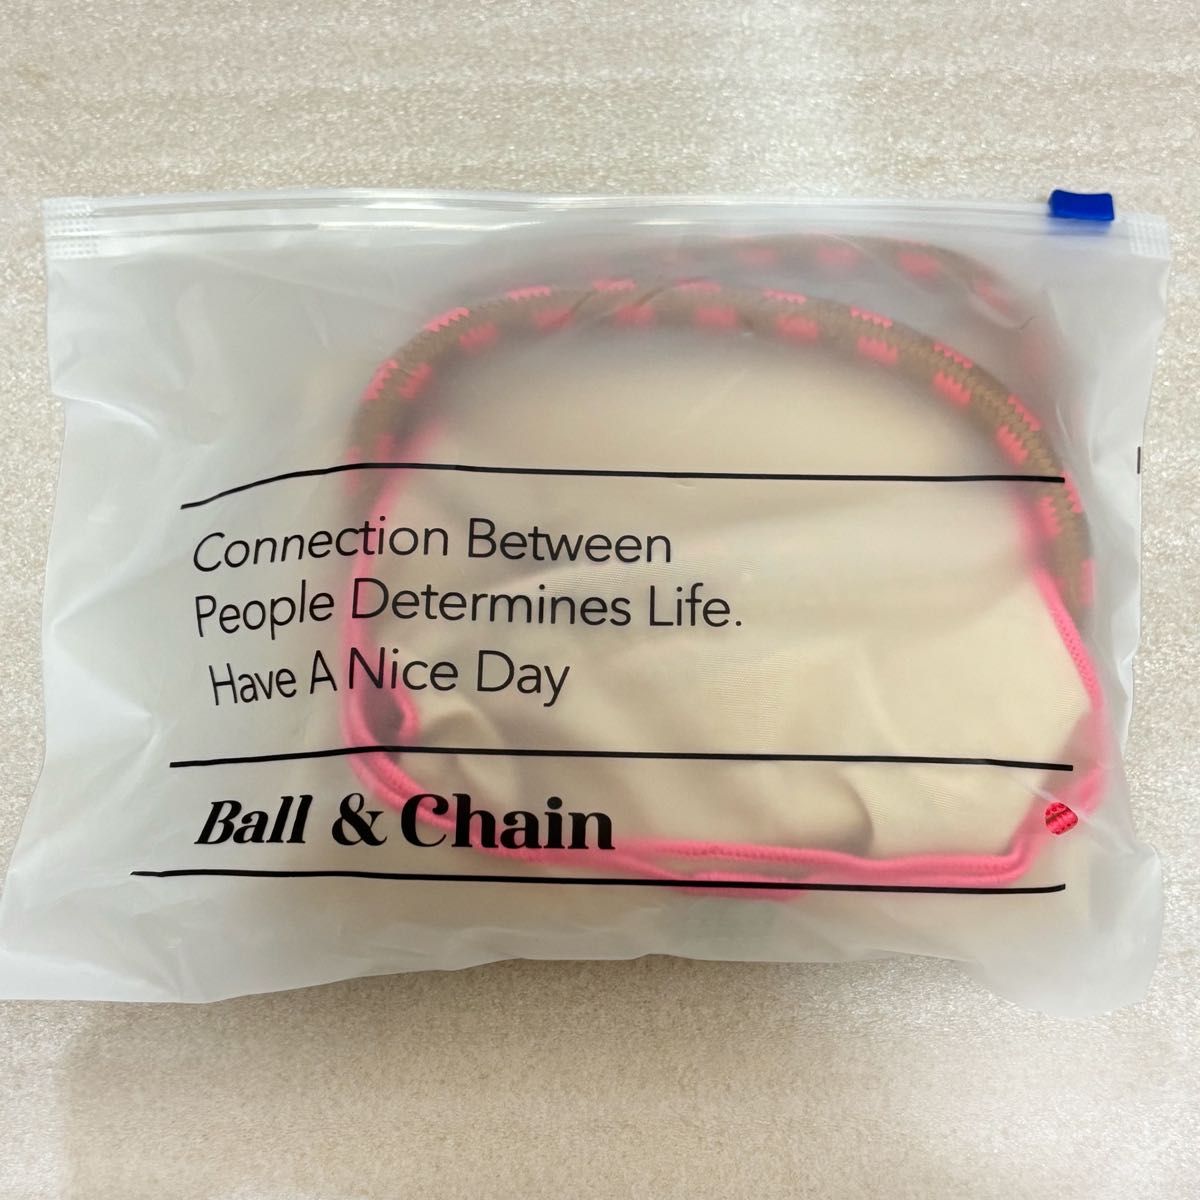 Connection Between
People Determines Life.
Have A Nice Day
Ball & Chain